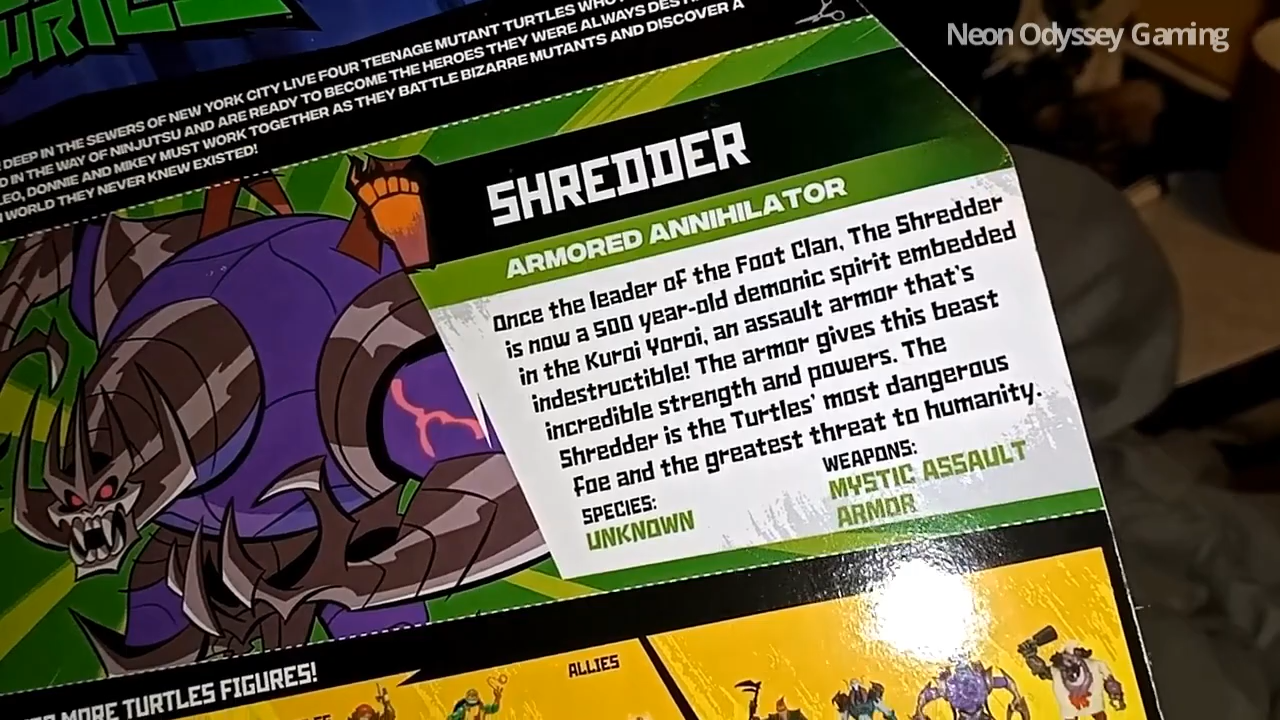 Neon Odyssey Gaming
DEEP IN THE SEWERS OF NEW YORK CITY LIVE FOUR TEENAGE MUTANT TURTLES
IN THE WAY OF NINJUTSU AND ARE READY TO BECOME THE HEROES THEY WERE ALWAYS
LEO, DONNIE AND MIKEY MUST WORK TOGETHER AS THEY BATTLE BIZARRE MUTANTS AND DISCOVER A
WORLD THEY NEVER KNEW EXISTED!
SHREDDER
ARMORED ANNIHILATOR
Once the leader of the Foot Clan, The Shredder
is now a 500 year-old demonic spirit embedded
in the Kuroi Yoroi, an assault armor that's
indestructible! The armor gives this beast
incredible strength and powers. The
Shredder is the Turtles' most dangerous
foe and the greatest threat to humanity.
SPECIES:
UNKNOWN
WEAPONS:
MYSTIC ASSAULT
ARMOR
MORE TURTLES FIGURES!
ALLIES